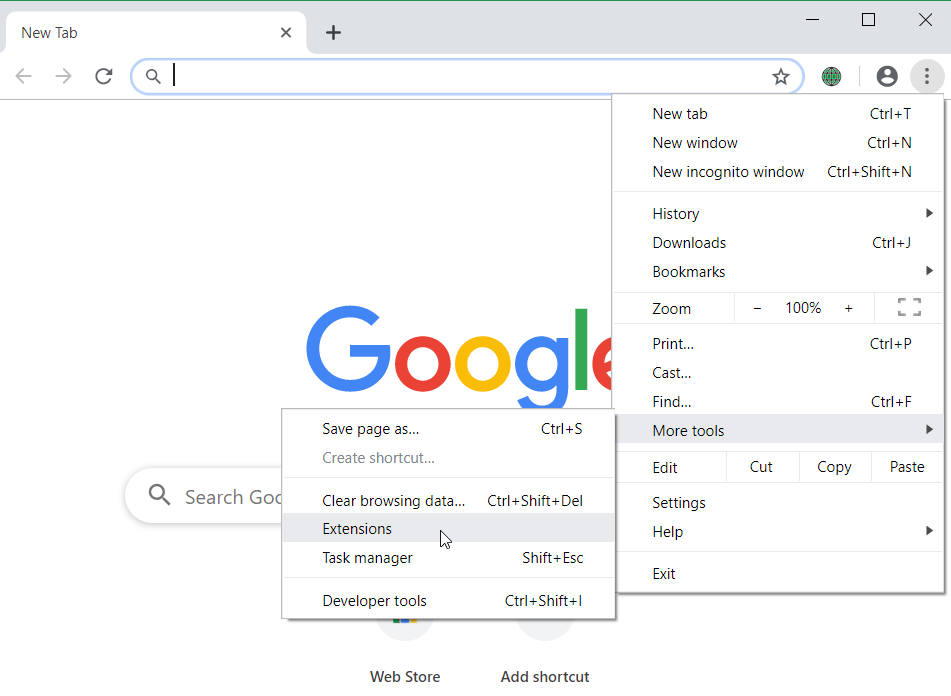 New Tab
New tab Ctrl+T
New window Ctrl+N
New incognito window Ctrl+Shift+N
History
Downloads Ctrl+J
Bookmarks
Zoom - 100% +
Print... Ctrl+P
Cast...
Find... Ctrl+F
More tools
Edit Cut Copy Paste
Settings
Help
Exit
Google
Save page as... Ctrl+S
Create shortcut...
Clear browsing data... Ctrl+Shift+Del
Extensions
Task manager Shift+Esc
Developer tools Ctrl+Shift+I
Search Goo
Web Store Add shortcut